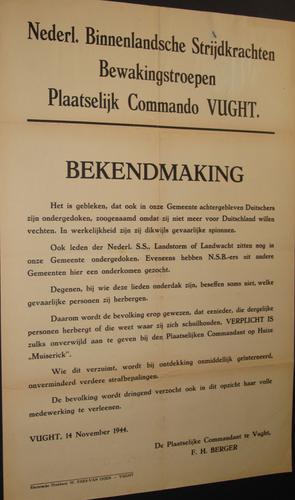 Nederl. Binnenlandsche Strijdkrachten
Bewakingstroepen
Plaatselijk Commando VUGHT.
BEKENDMAKING
Het is gebleken, dat ook in onze Gemeente achtergebleven Duitschers
zijn ondergedoken, zoogenaamd omdat zij niet meer voor Duitschland willen
vechten. In werkelijkheid zijn zij dikwijls gevaarlijke spionnen.
Ook leden der Nederl. S.S., Landstorm of Landwacht zitten nog in
onze Gemeente ondergedoken. Eveneens hebben N.S.B.-ers uit andere
Gemeenten hier een onderkomen gezocht.
Degenen, bij wie deze lieden onderdak zijn, beseffen soms niet, welke
gevaarlijke personen zij herbergen.
Daarom wordt de bevolking erop gewezen, dat eenieder, die dergelijke
personen herbergt of die weet waar zij zich schuilhouden, VERPLICHT IS
zulks onverwijld aan te geven bij den Plaatselijken Commandant op Huize
„Muiserick”.
Wie dit verzuimt, wordt bij ontdekking onmiddellijk geïnterneerd,
onverminderd verdere strafbepalingen.
De bevolking wordt dringend verzocht ook in dit opzicht haar volle
medewerking te verleenen.
VUGHT, 14 November 1944.
De Plaatselijke Commandant te Vught,
F. H. BERGER
VUGHT